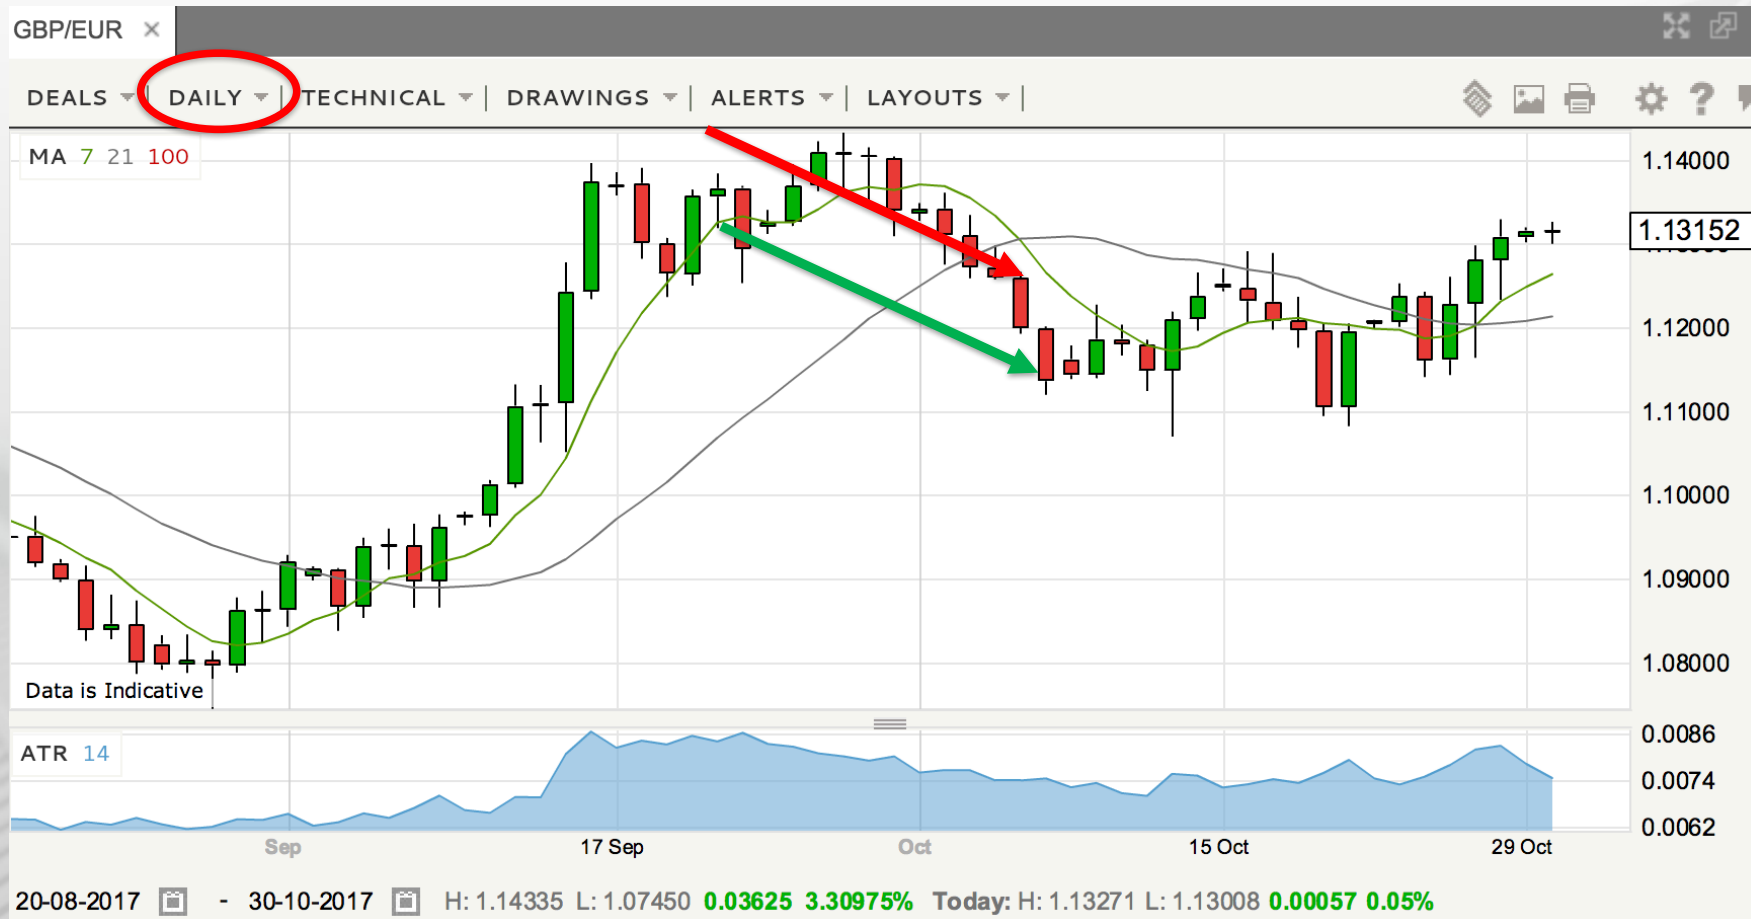 GBP/EUR ×
DEALS DAILY TECHNICAL DRAWINGS ALERTS LAYOUTS
?
MA 7 21 100
1.14000
1.13152
1.12000
1.11000
1.10000
1.09000
1.08000
Data is Indicative
ATR 14
0.0086
0.0074
0.0062
Sep 17 Sep Oct 15 Oct 29 Oct
20-08-2017 - 30-10-2017 H: 1.14335 L: 1.07450 0.03625 3.30975% Today: H: 1.13271 L: 1.13008 0.00057 0.05%